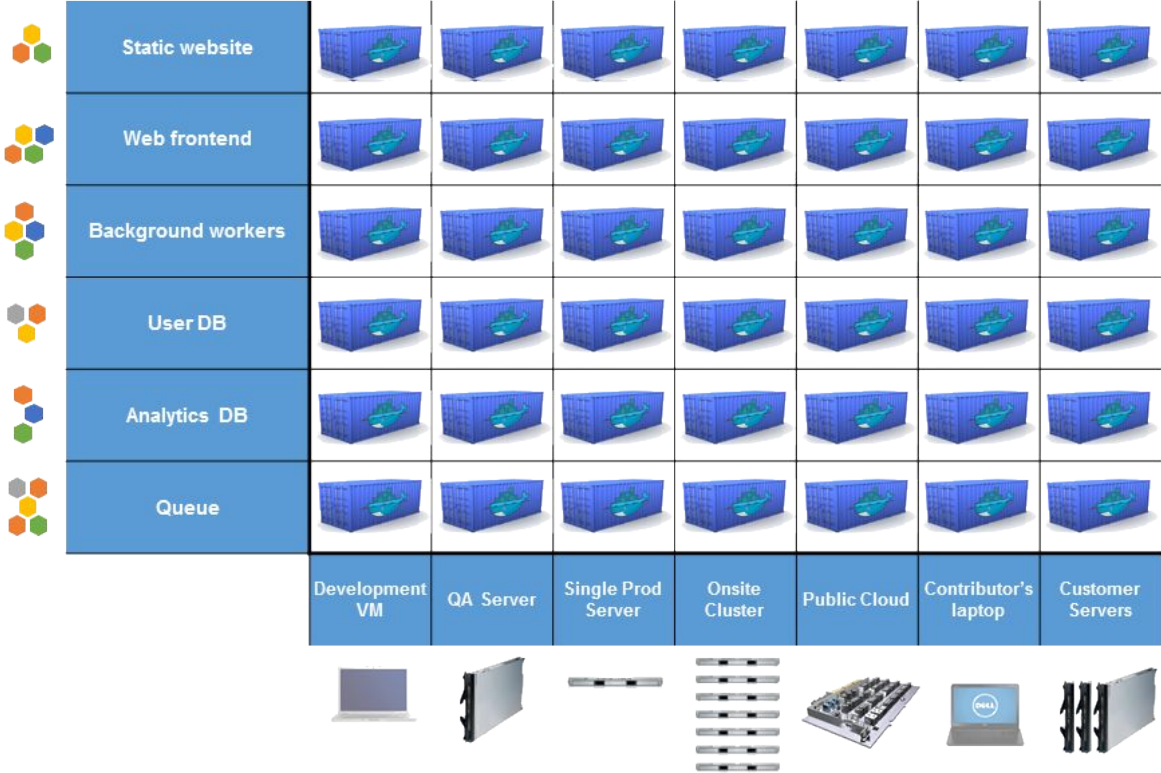 Static website
Web frontend
Background workers
User DB
Analytics DB
Queue
Development
VM
QA Server
Single Prod
Server
Onsite
Cluster
Public Cloud
Contributor's
laptop
Customer
Servers
DELL